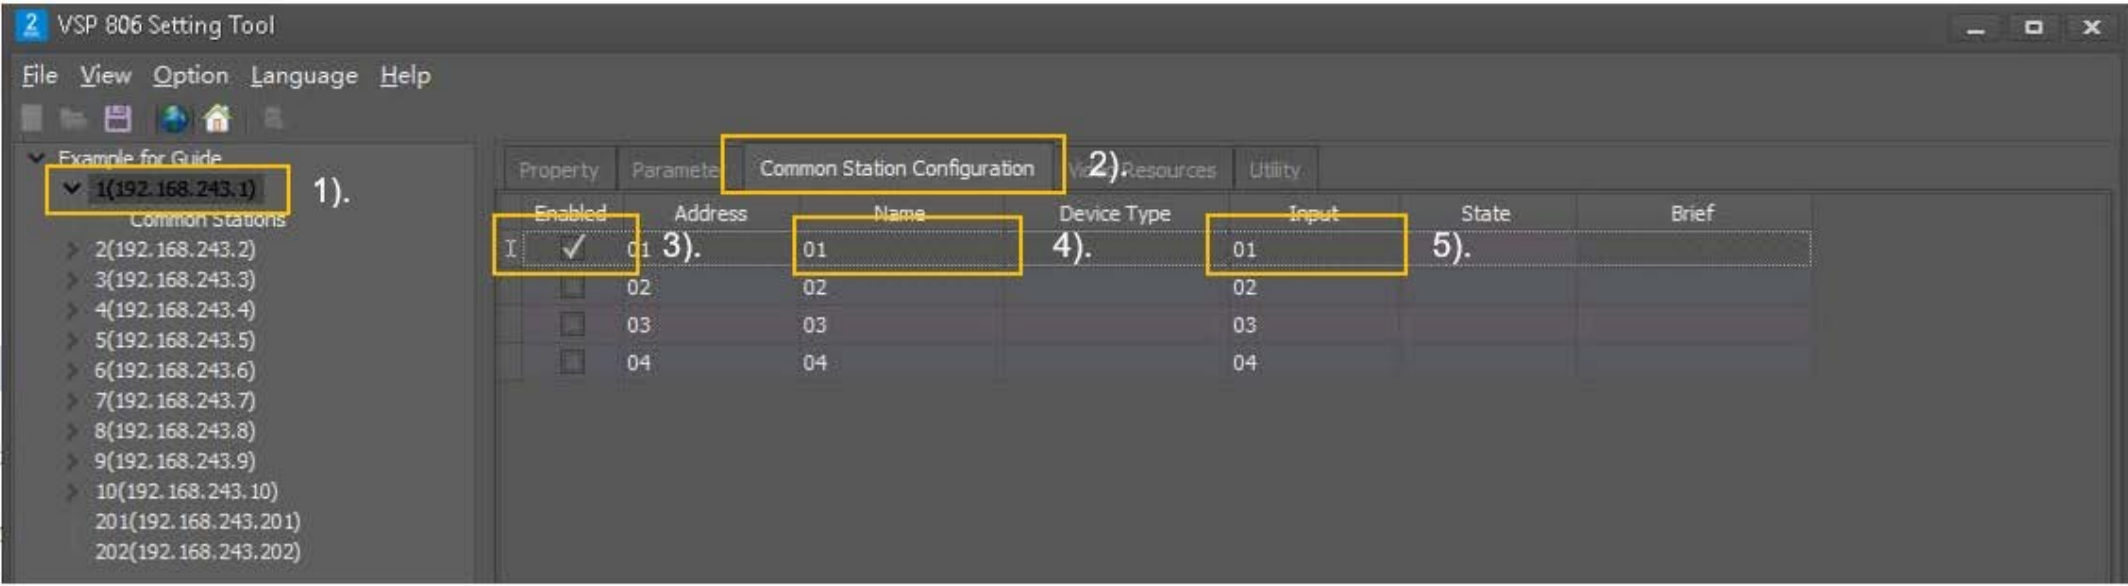 2 VSP 806 Setting Tool
File View Option Language Help
Example for Guide
1(192.168.243.1) 1).
Common Stations
2(192.168.243.2)
3(192.168.243.3)
4(192.168.243.4)
5(192.168.243.5)
6(192.168.243.6)
7(192.168.243.7)
8(192.168.243.8)
9(192.168.243.9)
10(192.168.243.10)
201(192.168.243.201)
202(192.168.243.202)
Property Paramete Common Station Configuration 2). Resources Utility
Enabled Address Name Device Type Input State Brief
01 3). 01 4). 01 5).
02 02 02
03 03 03
04 04 04